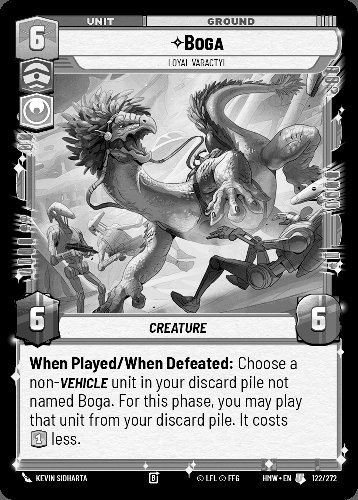 UNIT
GROUND
6
✧BOGA
LOYAL VARACTYL
6
6
CREATURE
When Played/When Defeated: Choose a
non-VEHICLE unit in your discard pile not
named Boga. For this phase, you may play
that unit from your discard pile. It costs
1 less.
KEVIN SIDHARTA
© LFL © FFG
HMW • EN
122/272